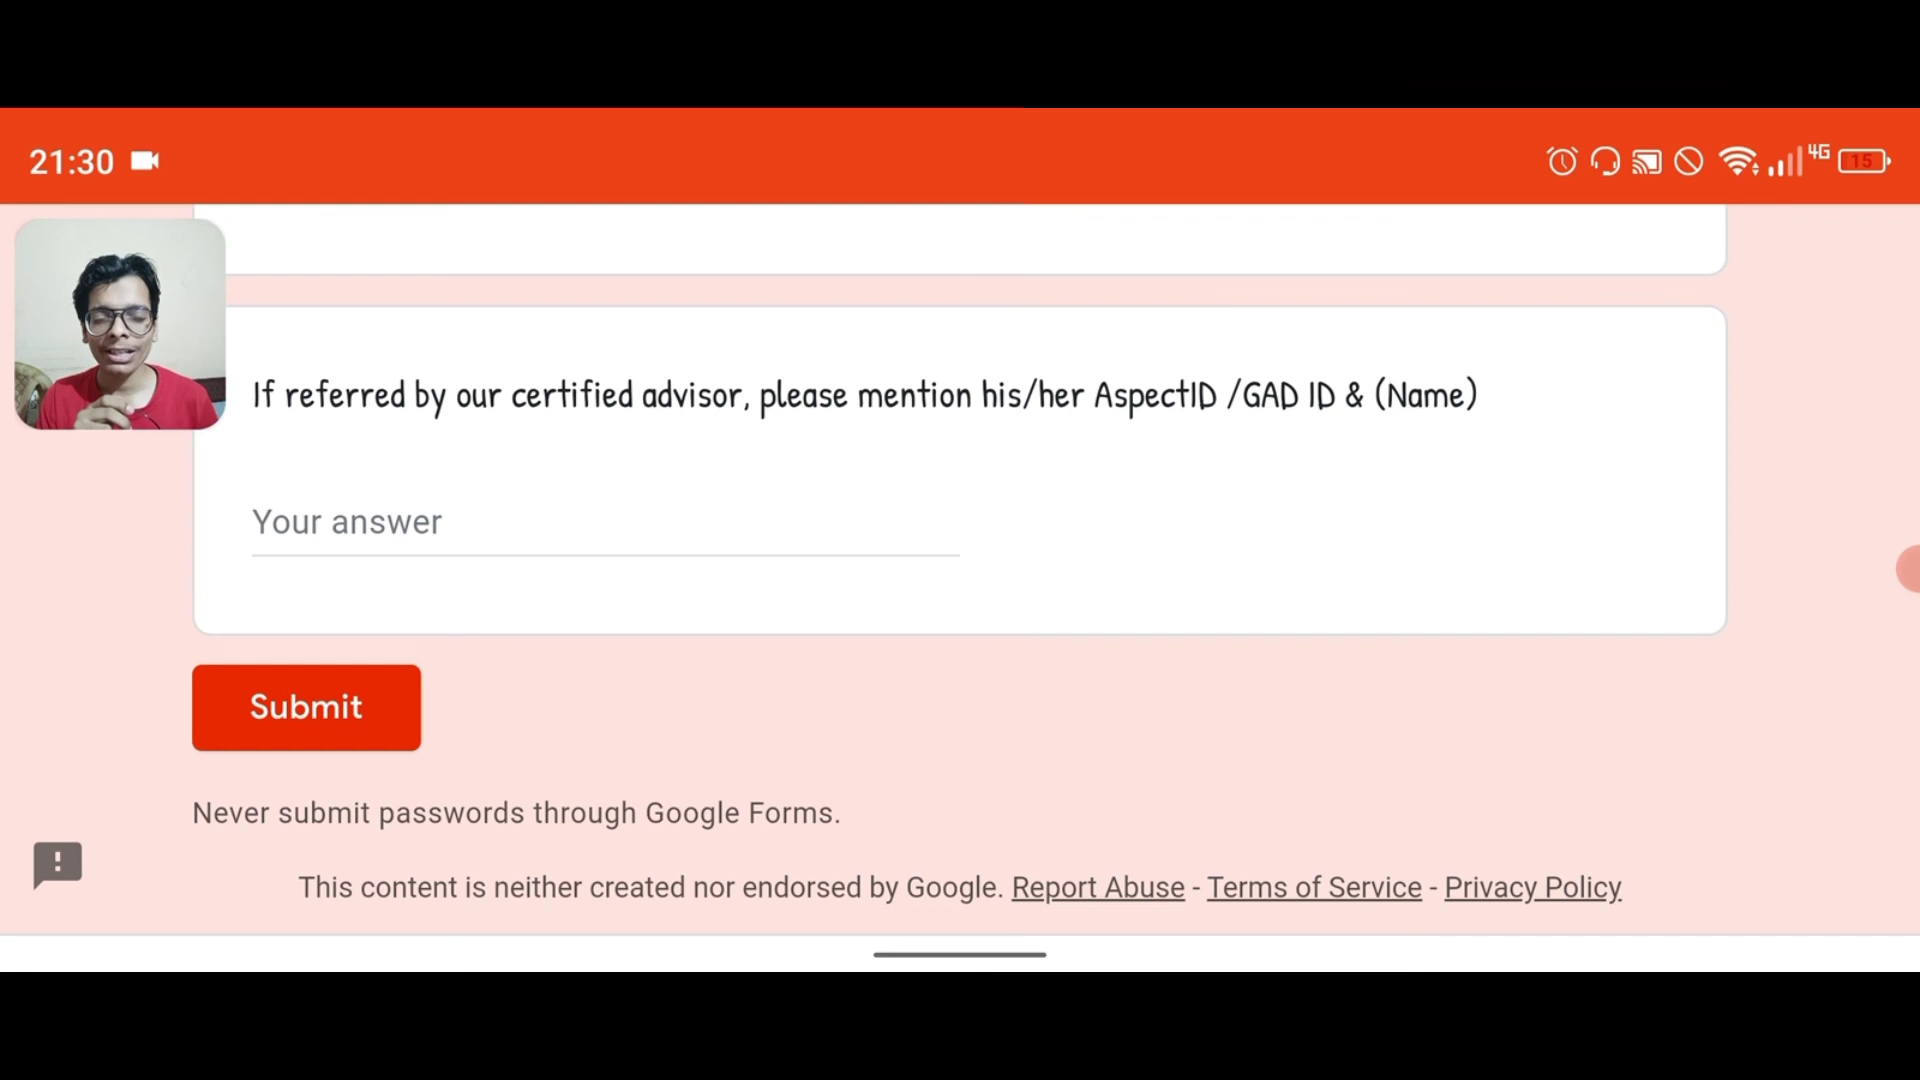 21:30
4G
15
If referred by our certified advisor, please mention his/her AspectID /GAD ID & (Name)
Your answer
Submit
Never submit passwords through Google Forms.
This content is neither created nor endorsed by Google. Report Abuse - Terms of Service - Privacy Policy